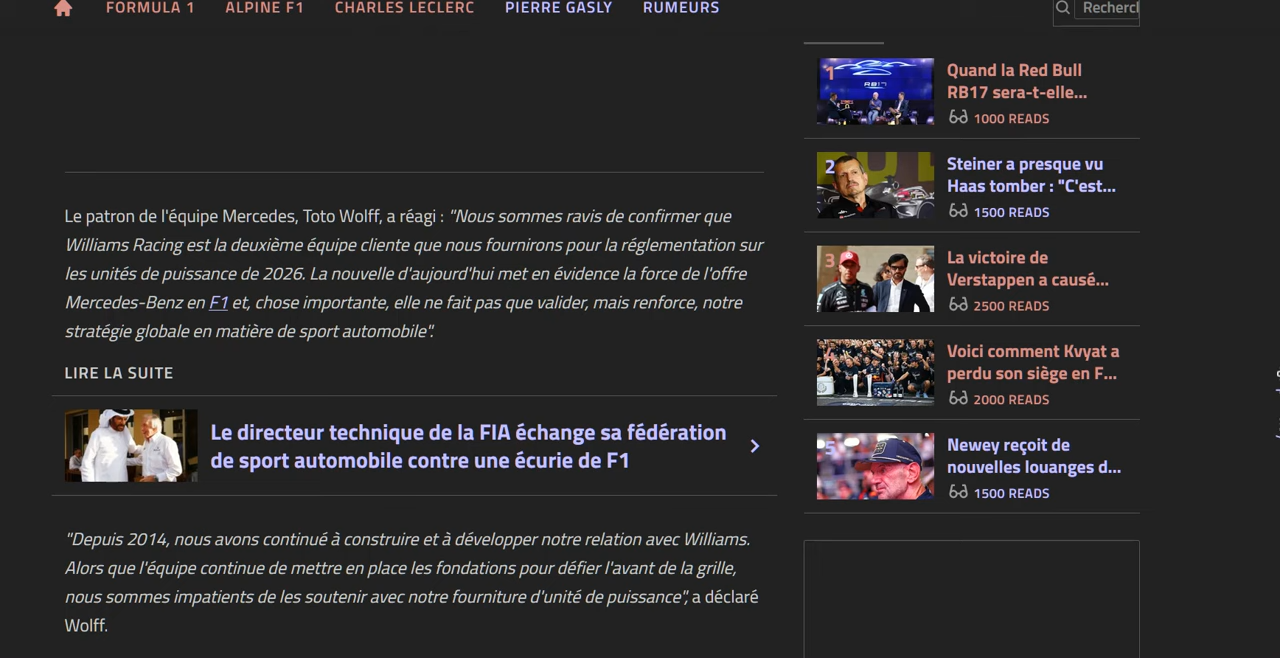 FORMULA 1 ALPINE F1 CHARLES LECLERC PIERRE GASLY RUMEURS
Recherc
Le patron de l'équipe Mercedes, Toto Wolff, a réagi : "Nous sommes ravis de confirmer que
Williams Racing est la deuxième équipe cliente que nous fournirons pour la réglementation sur
les unités de puissance de 2026. La nouvelle d'aujourd'hui met en évidence la force de l'offre
Mercedes-Benz en F1 et, chose importante, elle ne fait pas que valider, mais renforce, notre
stratégie globale en matière de sport automobile".
LIRE LA SUITE
Le directeur technique de la FIA échange sa fédération
de sport automobile contre une écurie de F1
"Depuis 2014, nous avons continué à construire et à développer notre relation avec Williams.
Alors que l'équipe continue de mettre en place les fondations pour défier l'avant de la grille,
nous sommes impatients de les soutenir avec notre fourniture d'unité de puissance", a déclaré
Wolff.
1
RB17
Quand la Red Bull
RB17 sera-t-elle...
1000 READS
2
Steiner a presque vu
Haas tomber : "C'est...
1500 READS
3
La victoire de
Verstappen a causé...
2500 READS
Voici comment Kvyat a
perdu son siège en F...
2000 READS
5
Newey reçoit de
nouvelles louanges d...
1500 READS